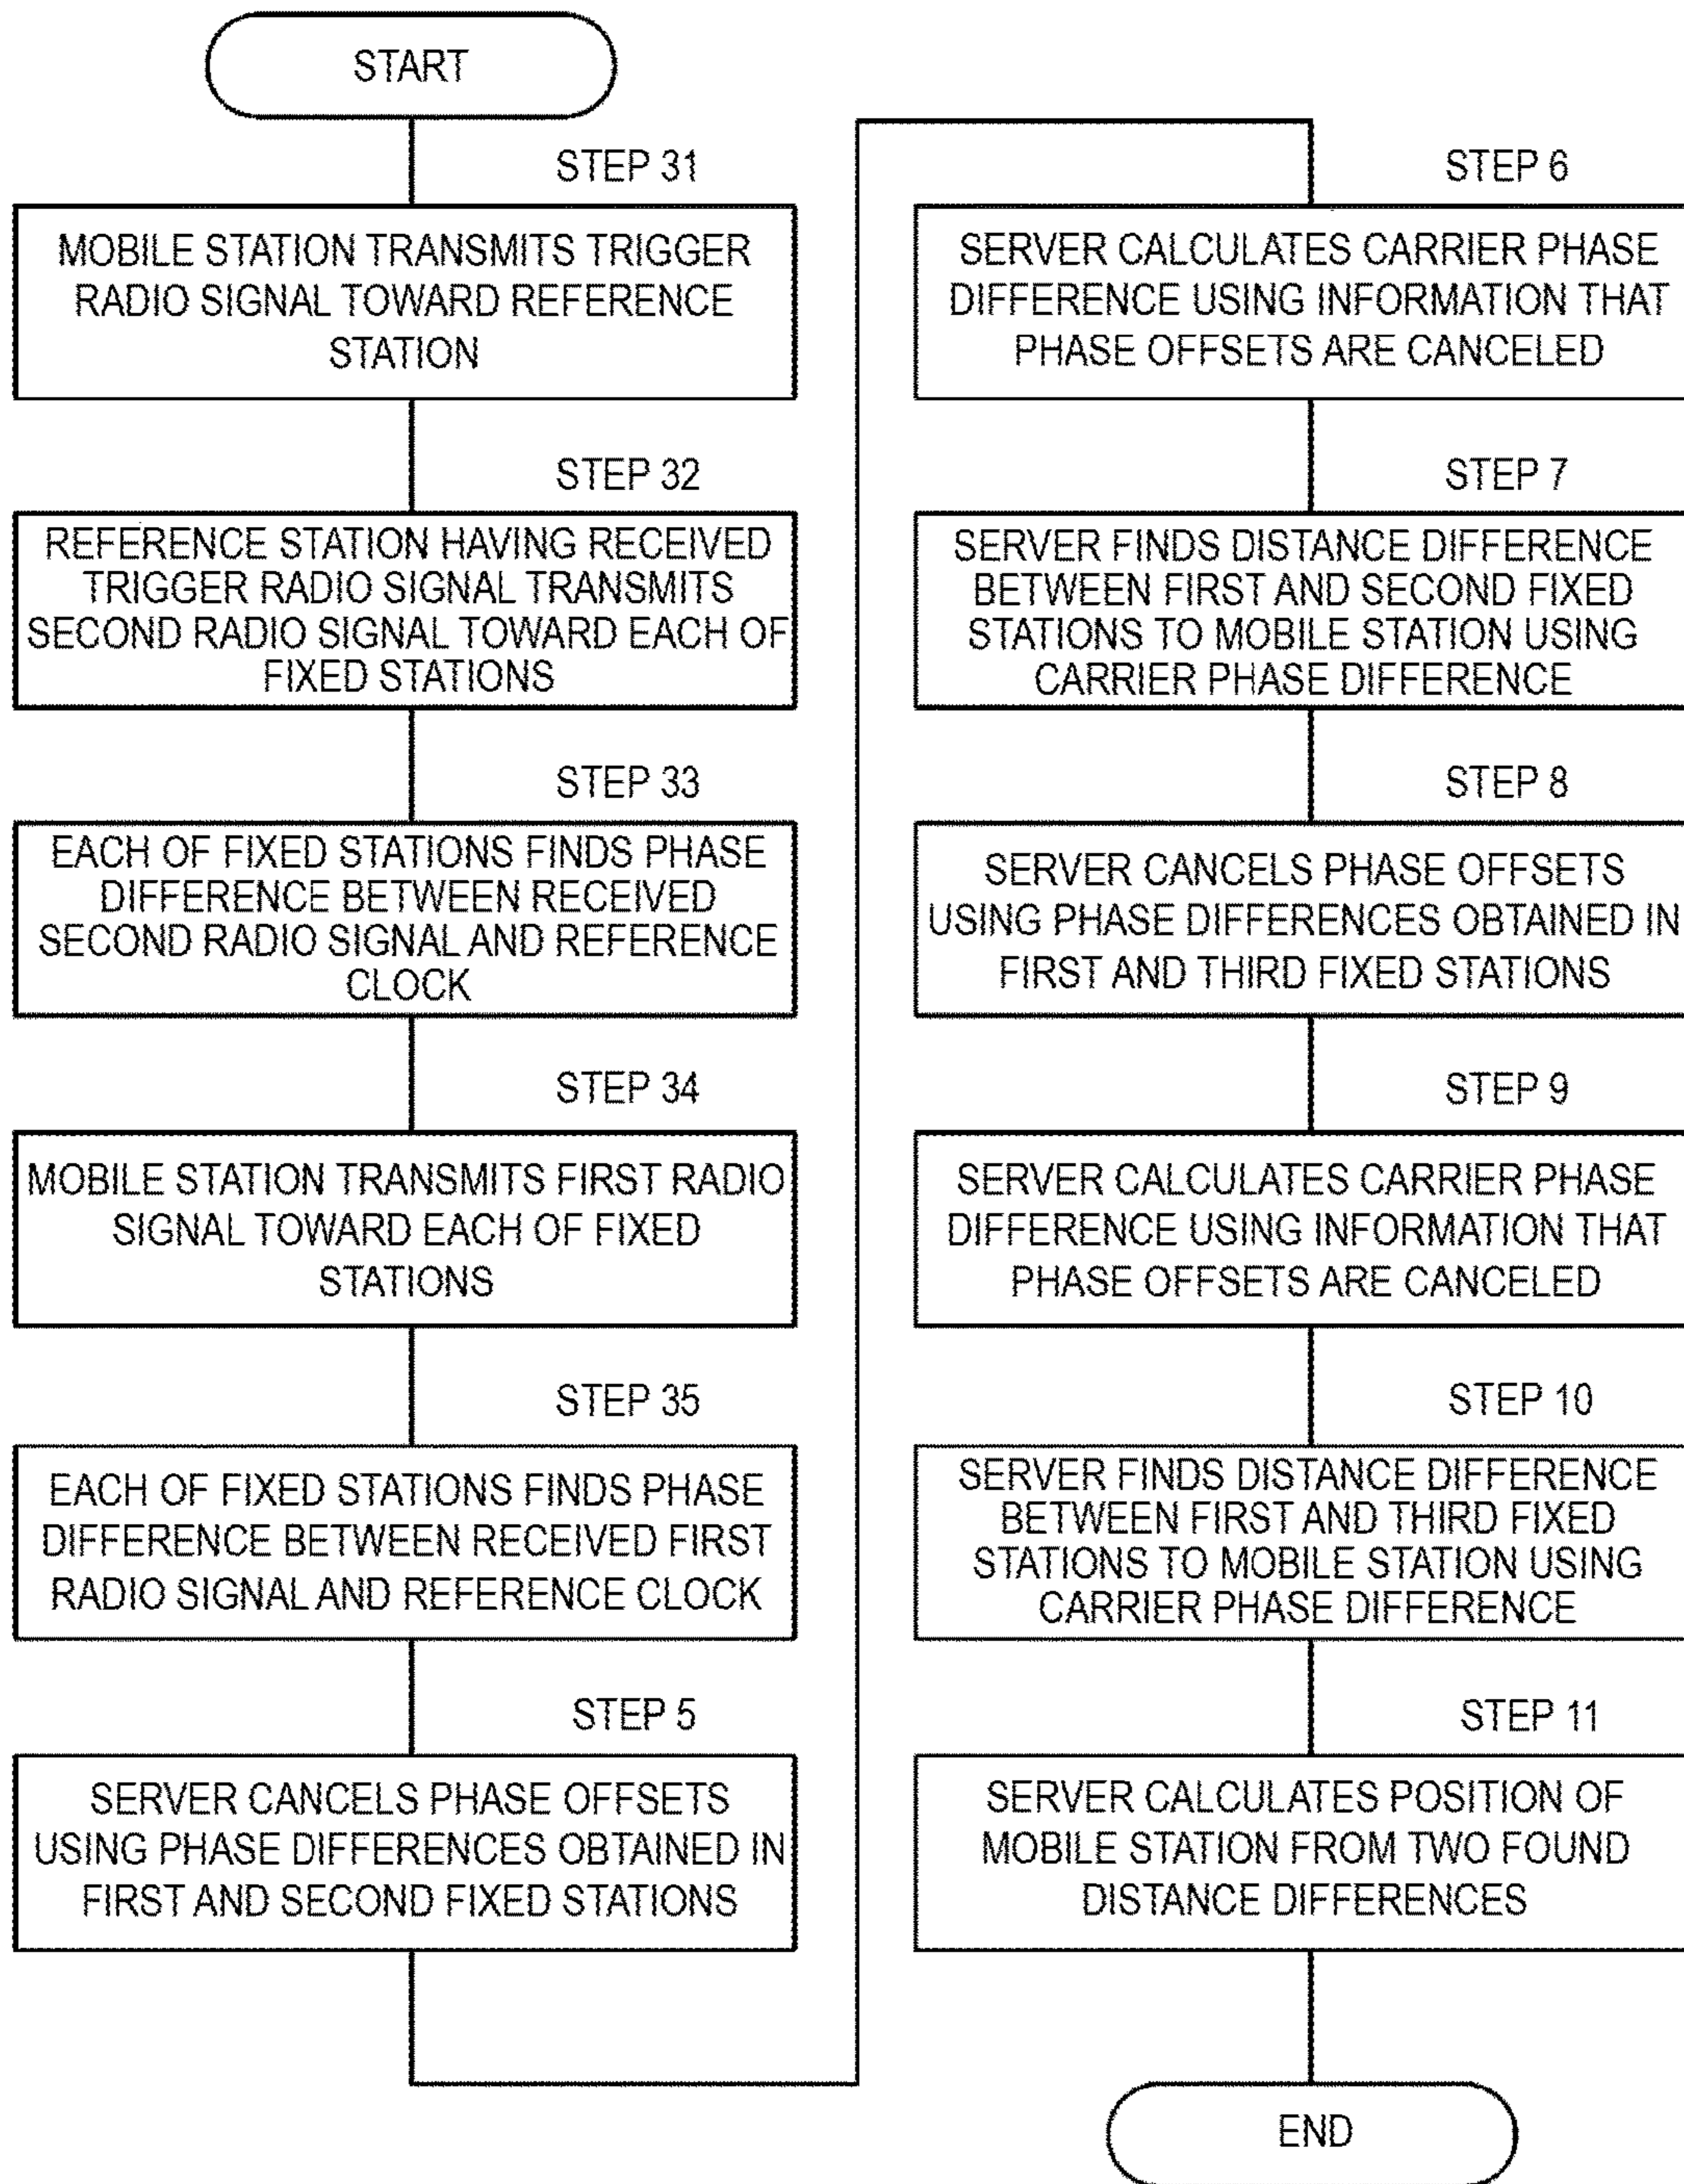 START
STEP 31
MOBILE STATION TRANSMITS TRIGGER
RADIO SIGNAL TOWARD REFERENCE
STATION
STEP 32
REFERENCE STATION HAVING RECEIVED
TRIGGER RADIO SIGNAL TRANSMITS
SECOND RADIO SIGNAL TOWARD EACH OF
FIXED STATIONS
STEP 33
EACH OF FIXED STATIONS FINDS PHASE
DIFFERENCE BETWEEN RECEIVED
SECOND RADIO SIGNAL AND REFERENCE
CLOCK
STEP 34
MOBILE STATION TRANSMITS FIRST RADIO
SIGNAL TOWARD EACH OF FIXED
STATIONS
STEP 35
EACH OF FIXED STATIONS FINDS PHASE
DIFFERENCE BETWEEN RECEIVED FIRST
RADIO SIGNAL AND REFERENCE CLOCK
STEP 5
SERVER CANCELS PHASE OFFSETS
USING PHASE DIFFERENCES OBTAINED IN
FIRST AND SECOND FIXED STATIONS
STEP 6
SERVER CALCULATES CARRIER PHASE
DIFFERENCE USING INFORMATION THAT
PHASE OFFSETS ARE CANCELED
STEP 7
SERVER FINDS DISTANCE DIFFERENCE
BETWEEN FIRST AND SECOND FIXED
STATIONS TO MOBILE STATION USING
CARRIER PHASE DIFFERENCE
STEP 8
SERVER CANCELS PHASE OFFSETS
USING PHASE DIFFERENCES OBTAINED IN
FIRST AND THIRD FIXED STATIONS
STEP 9
SERVER CALCULATES CARRIER PHASE
DIFFERENCE USING INFORMATION THAT
PHASE OFFSETS ARE CANCELED
STEP 10
SERVER FINDS DISTANCE DIFFERENCE
BETWEEN FIRST AND THIRD FIXED
STATIONS TO MOBILE STATION USING
CARRIER PHASE DIFFERENCE
STEP 11
SERVER CALCULATES POSITION OF
MOBILE STATION FROM TWO FOUND
DISTANCE DIFFERENCES
END